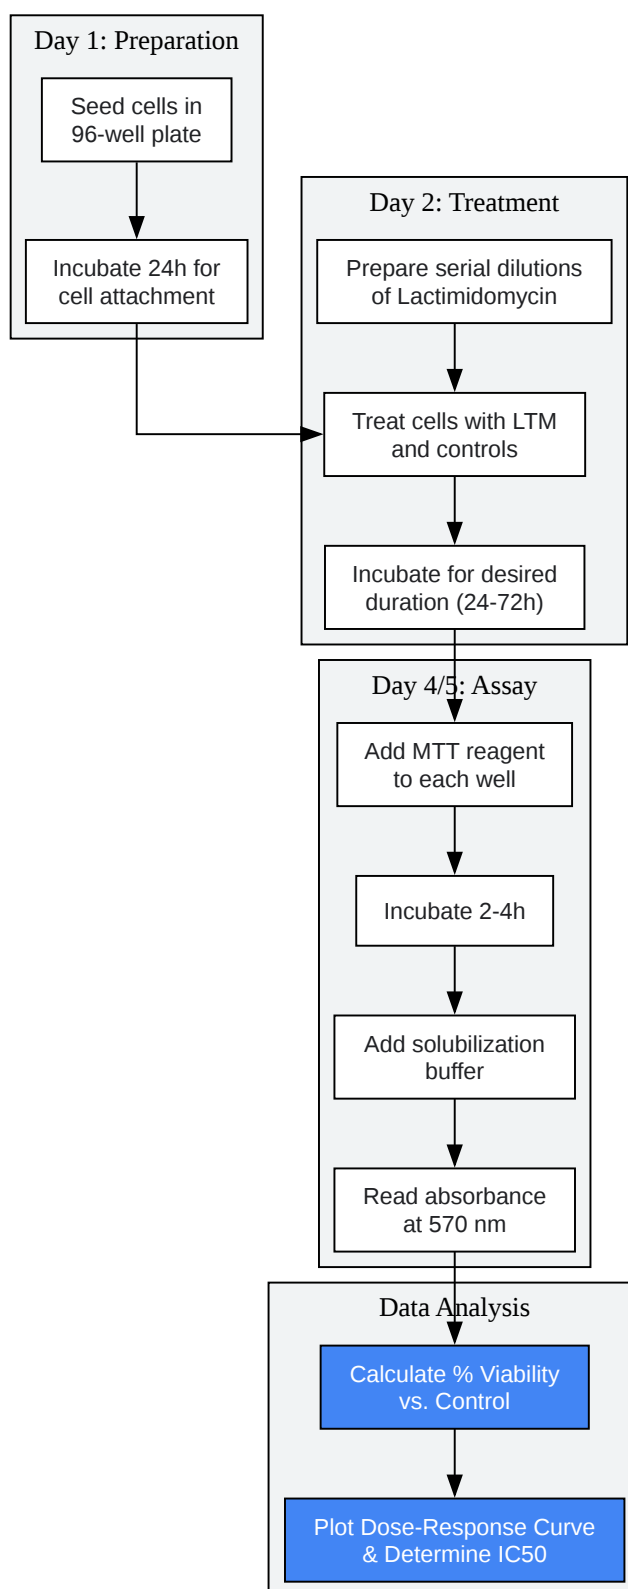 Day 1: Preparation
Seed cells in
96-well plate
Incubate 24h for
cell attachment
Day 2: Treatment
Prepare serial dilutions
of Lactimidomycin
Treat cells with LTM
and controls
Incubate for desired
duration (24-72h)
Day 4/5: Assay
Add MTT reagent
to each well
Incubate 2-4h
Add solubilization
buffer
Read absorbance
at 570 nm
Data Analysis
Calculate % Viability
vs. Control
Plot Dose-Response Curve
& Determine IC50